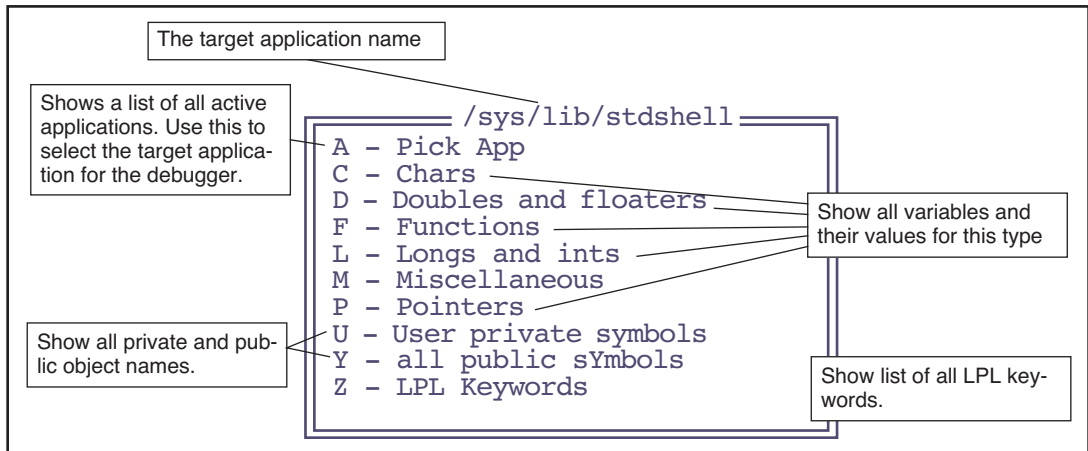 The target application name
Shows a list of all active
applications. Use this to
select the target applica-
tion for the debugger.
/sys/lib/stdshell
A – Pick App
C – Chars
D – Doubles and floaters
F – Functions
L – Longs and ints
M – Miscellaneous
P – Pointers
U – User private symbols
Y – all public sYmbols
Z – LPL Keywords
Show all variables and
their values for this type
Show all private and pub-
lic object names.
Show list of all LPL key-
words.